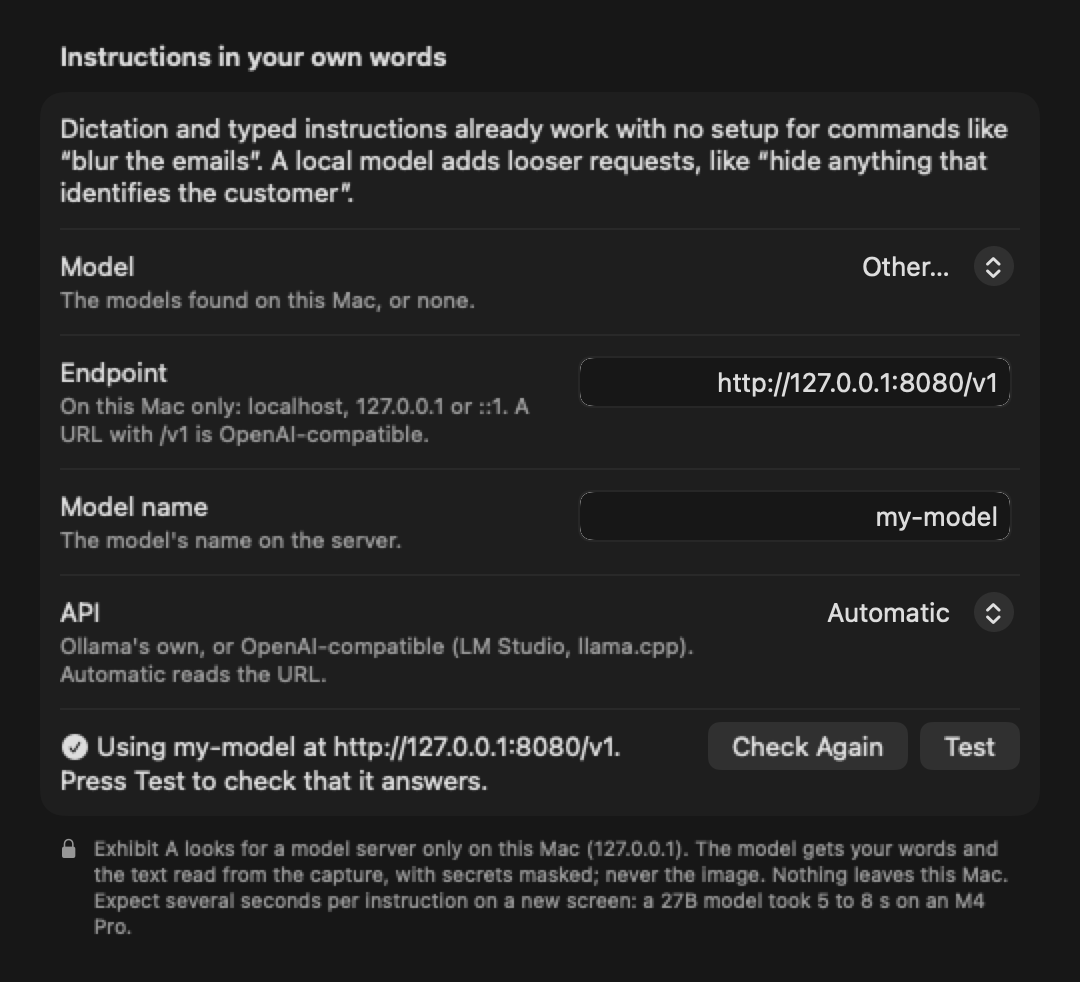 Instructions in your own words
Dictation and typed instructions already work with no setup for commands like
“blur the emails”. A local model adds looser requests, like “hide anything that
identifies the customer”.
Model
Other...
The models found on this Mac, or none.
Endpoint
http://127.0.0.1:8080/v1
On this Mac only: localhost, 127.0.0.1 or ::1. A
URL with /v1 is OpenAI-compatible.
Model name
my-model
The model's name on the server.
API
Automatic
Ollama's own, or OpenAI-compatible (LM Studio, llama.cpp).
Automatic reads the URL.
Using my-model at http://127.0.0.1:8080/v1.
Press Test to check that it answers.
Check Again
Test
Exhibit A looks for a model server only on this Mac (127.0.0.1). The model gets your words and
the text read from the capture, with secrets masked; never the image. Nothing leaves this Mac.
Expect several seconds per instruction on a new screen: a 27B model took 5 to 8 s on an M4
Pro.